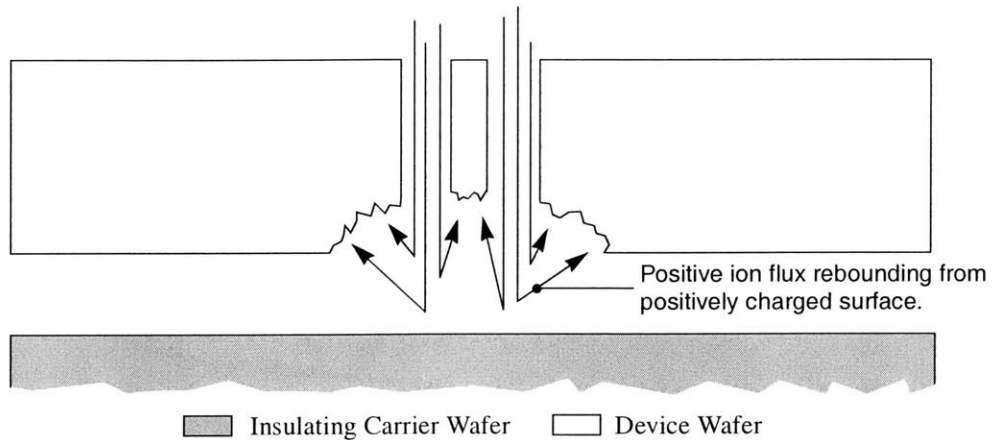 Positive ion flux rebounding from
positively charged surface.
Insulating Carrier Wafer
Device Wafer